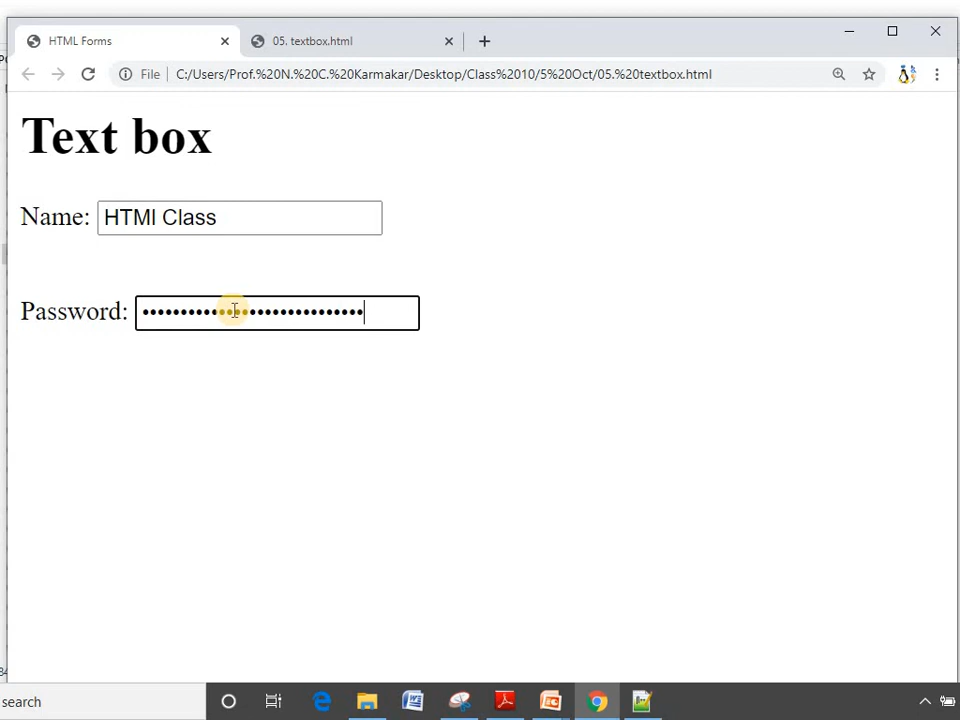 HTML Forms
05. textbox.html
File
C:/Users/Prof.%20N.%20C.%20Karmakar/Desktop/Class%2010/5%20Oct/05.%20textbox.html
Text box
Name: HTMl Class
Password: •••••••••••••••••••••••••••••
search